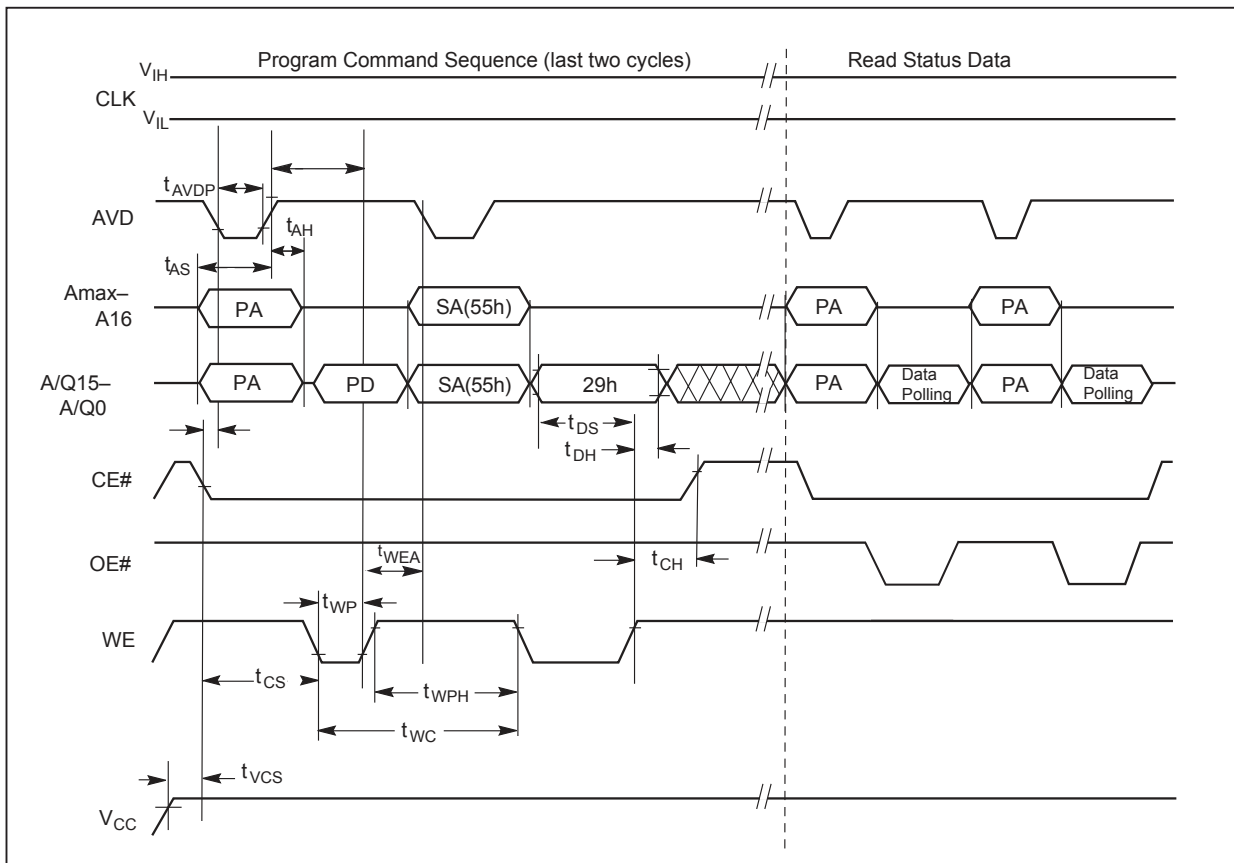 Program Command Sequence (last two cycles) Read Status Data
VIH
CLK
VIL
tAVDP
AVD
tAH
tAS
Amax–
A16
PA SA(55h) PA PA
A/Q15–
A/Q0
PA PD SA(55h) 29h PA Data Polling PA Data Polling
tDS
tDH
CE#
OE#
tWEA
tCH
tWP
WE
tCS
tWPH
tWC
tVCS
VCC